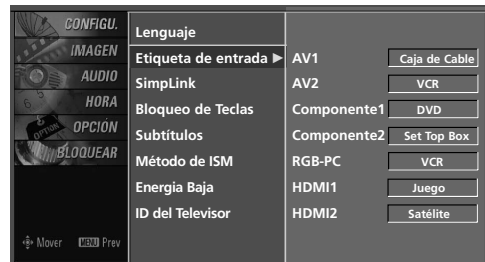 CONFIGU.
IMAGEN
AUDIO
HORA
OPCIÓN
BLOQUEAR
Mover MENU Prev
Lenguaje
Etiqueta de entrada ▶
SimpLink
Bloqueo de Teclas
Subtítulos
Método de ISM
Energia Baja
ID del Televisor
AV1 Caja de Cable
AV2 VCR
Componente1 DVD
Componente2 Set Top Box
RGB-PC VCR
HDMI1 Juego
HDMI2 Satélite